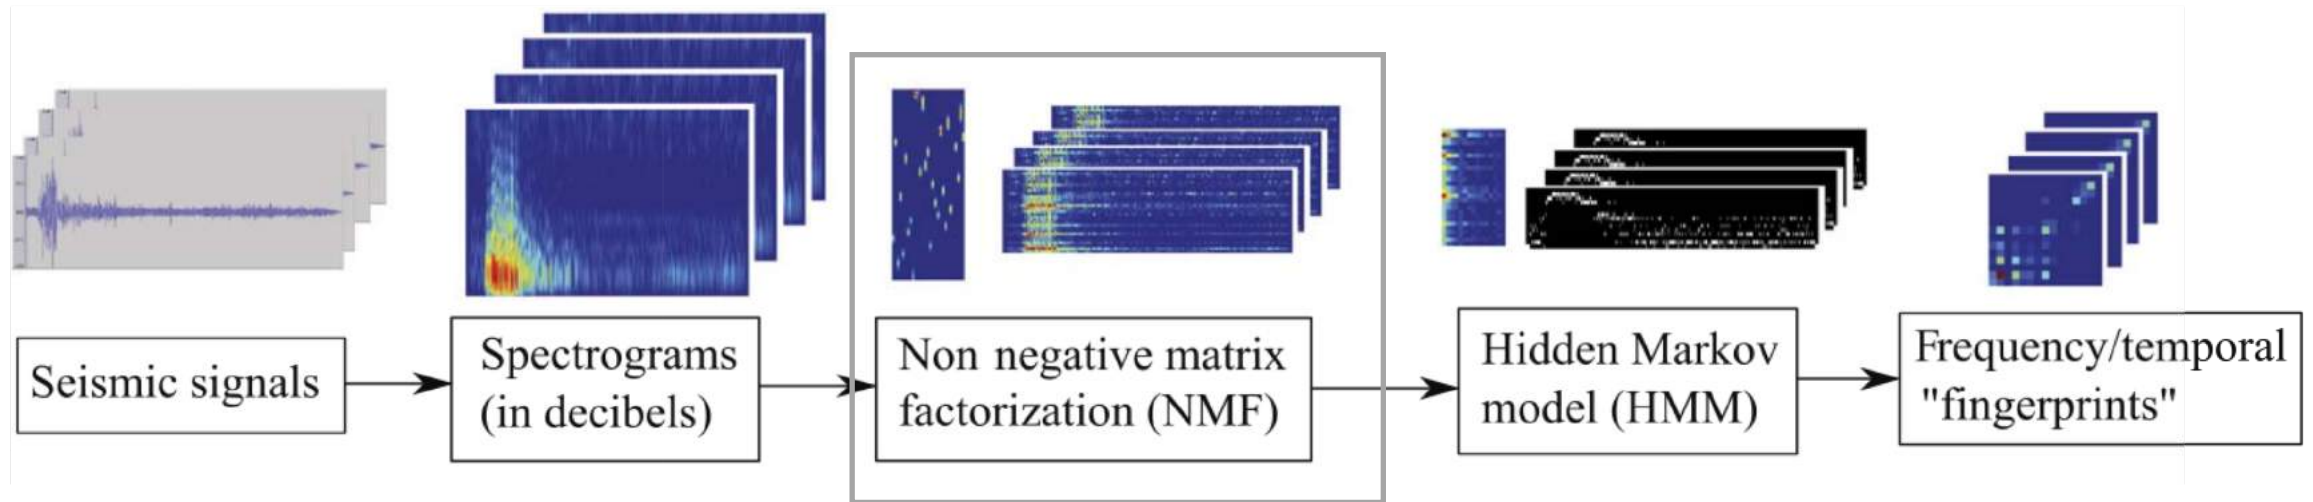 Seismic signals
Spectrograms
(in decibels)
Non negative matrix
factorization (NMF)
Hidden Markov
model (HMM)
Frequency/temporal
"fingerprints"